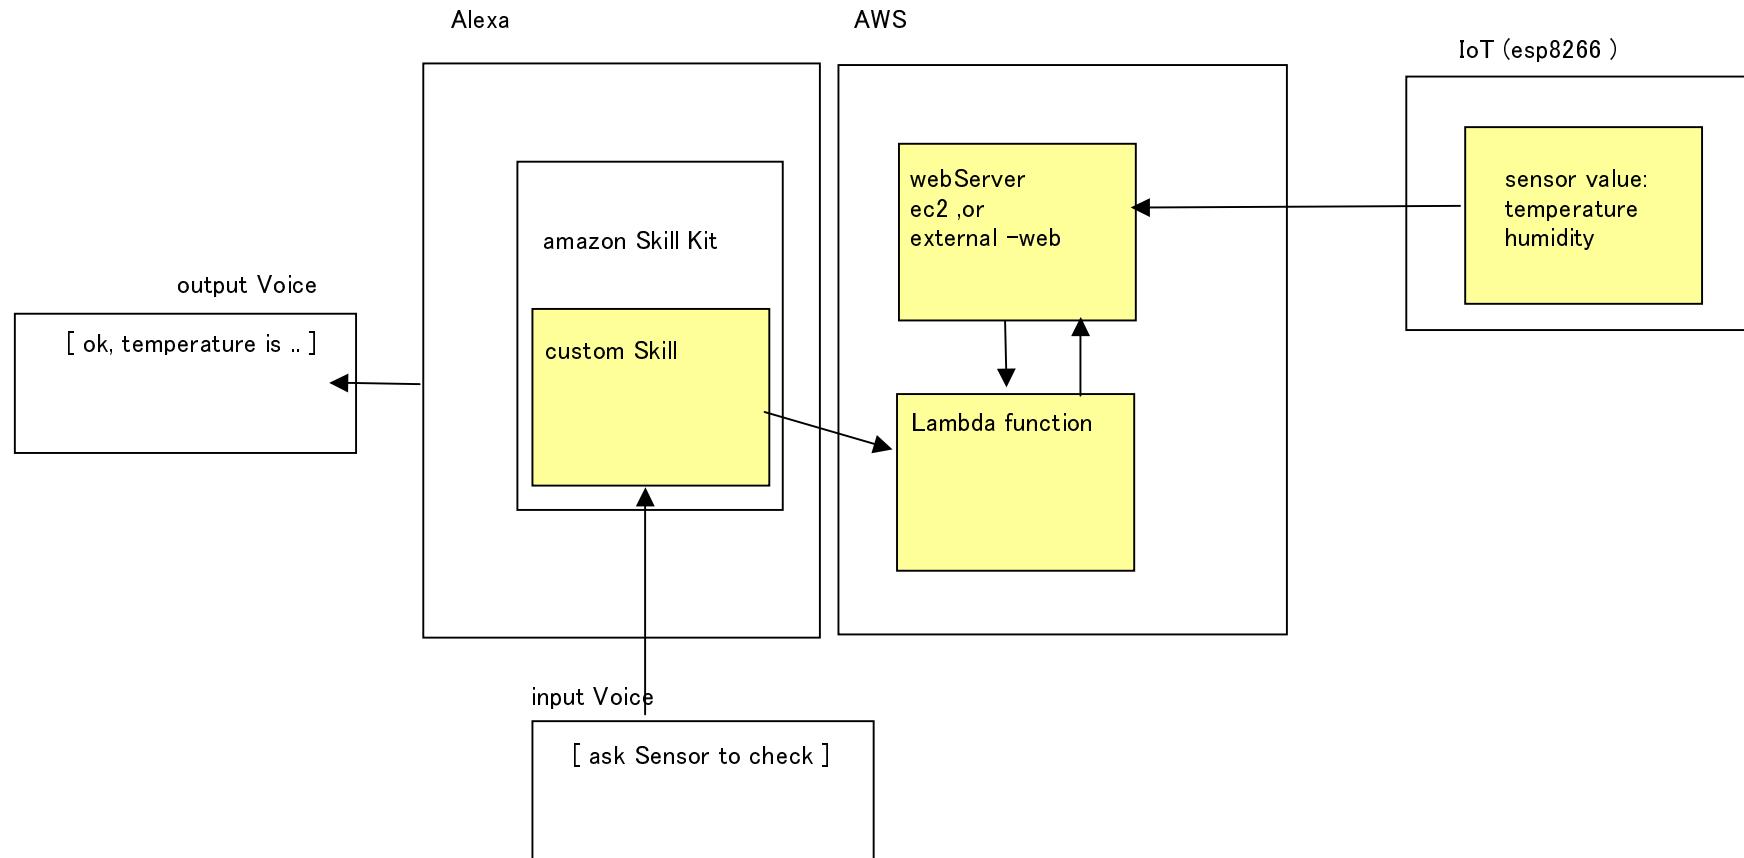 Alexa
AWS
IoT (esp8266 )
webServer
ec2 ,or
external -web
sensor value:
temperature
humidity
amazon Skill Kit
output Voice
[ ok, temperature is .. ]
custom Skill
Lambda function
input Voice
[ ask Sensor to check ]